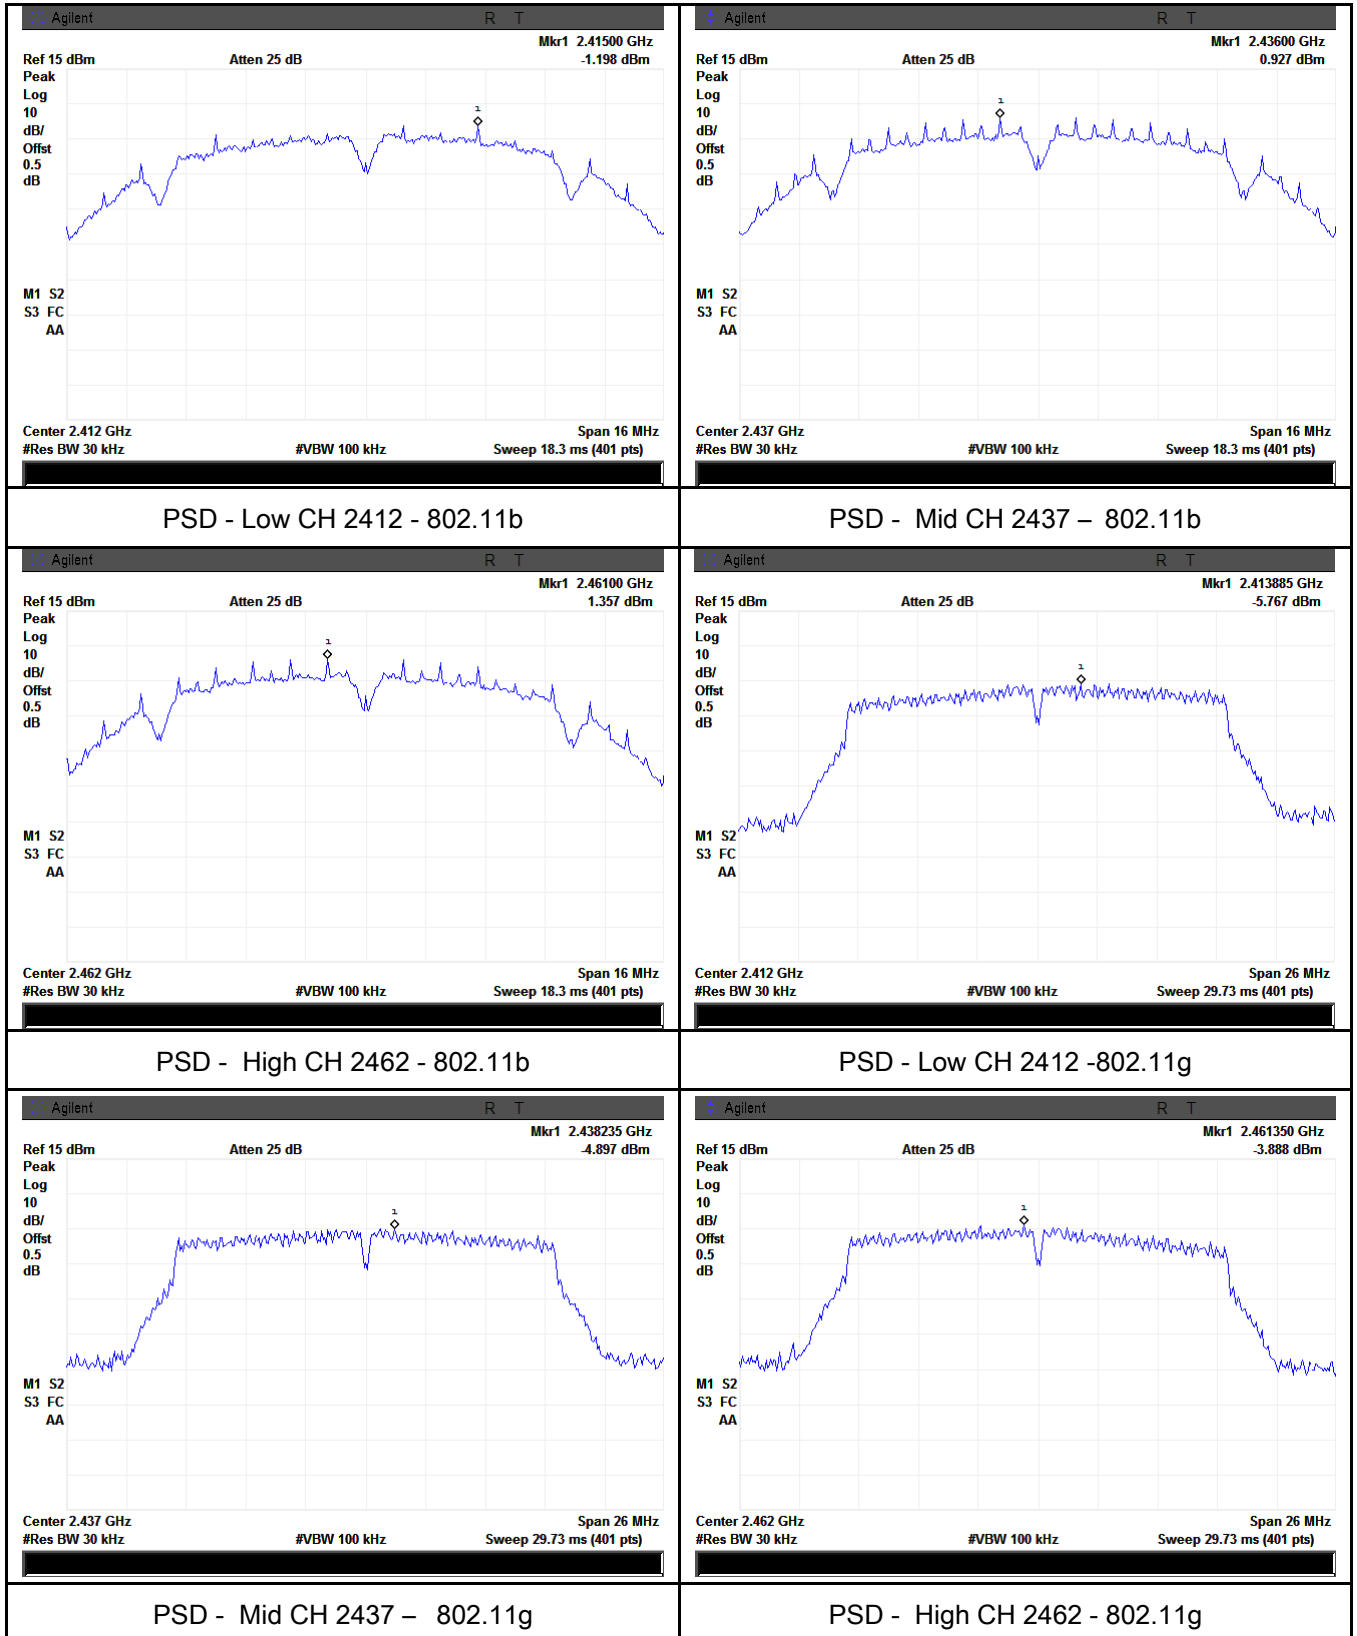 Agilent R T
Mkr1 2.41500 GHz
Ref 15 dBm Atten 25 dB -1.198 dBm
Peak
Log
10
dB/
Offst
0.5
dB
1
M1 S2
S3 FC
AA
Center 2.412 GHz Span 16 MHz
#Res BW 30 kHz #VBW 100 kHz Sweep 18.3 ms (401 pts)
PSD - Low CH 2412 - 802.11b
Agilent R T
Mkr1 2.43600 GHz
Ref 15 dBm Atten 25 dB 0.927 dBm
Peak
Log
10
dB/
Offst
0.5
dB
1
M1 S2
S3 FC
AA
Center 2.437 GHz Span 16 MHz
#Res BW 30 kHz #VBW 100 kHz Sweep 18.3 ms (401 pts)
PSD - Mid CH 2437 – 802.11b
Agilent R T
Mkr1 2.46100 GHz
Ref 15 dBm Atten 25 dB 1.357 dBm
Peak
Log
10
dB/
Offst
0.5
dB
1
M1 S2
S3 FC
AA
Center 2.462 GHz Span 16 MHz
#Res BW 30 kHz #VBW 100 kHz Sweep 18.3 ms (401 pts)
PSD - High CH 2462 - 802.11b
Agilent R T
Mkr1 2.413885 GHz
Ref 15 dBm Atten 25 dB -5.767 dBm
Peak
Log
10
dB/
Offst
0.5
dB
1
M1 S2
S3 FC
AA
Center 2.412 GHz Span 26 MHz
#Res BW 30 kHz #VBW 100 kHz Sweep 29.73 ms (401 pts)
PSD - Low CH 2412 -802.11g
Agilent R T
Mkr1 2.438235 GHz
Ref 15 dBm Atten 25 dB -4.897 dBm
Peak
Log
10
dB/
Offst
0.5
dB
1
M1 S2
S3 FC
AA
Center 2.437 GHz Span 26 MHz
#Res BW 30 kHz #VBW 100 kHz Sweep 29.73 ms (401 pts)
PSD - Mid CH 2437 – 802.11g
Agilent R T
Mkr1 2.461350 GHz
Ref 15 dBm Atten 25 dB -3.888 dBm
Peak
Log
10
dB/
Offst
0.5
dB
1
M1 S2
S3 FC
AA
Center 2.462 GHz Span 26 MHz
#Res BW 30 kHz #VBW 100 kHz Sweep 29.73 ms (401 pts)
PSD - High CH 2462 - 802.11g